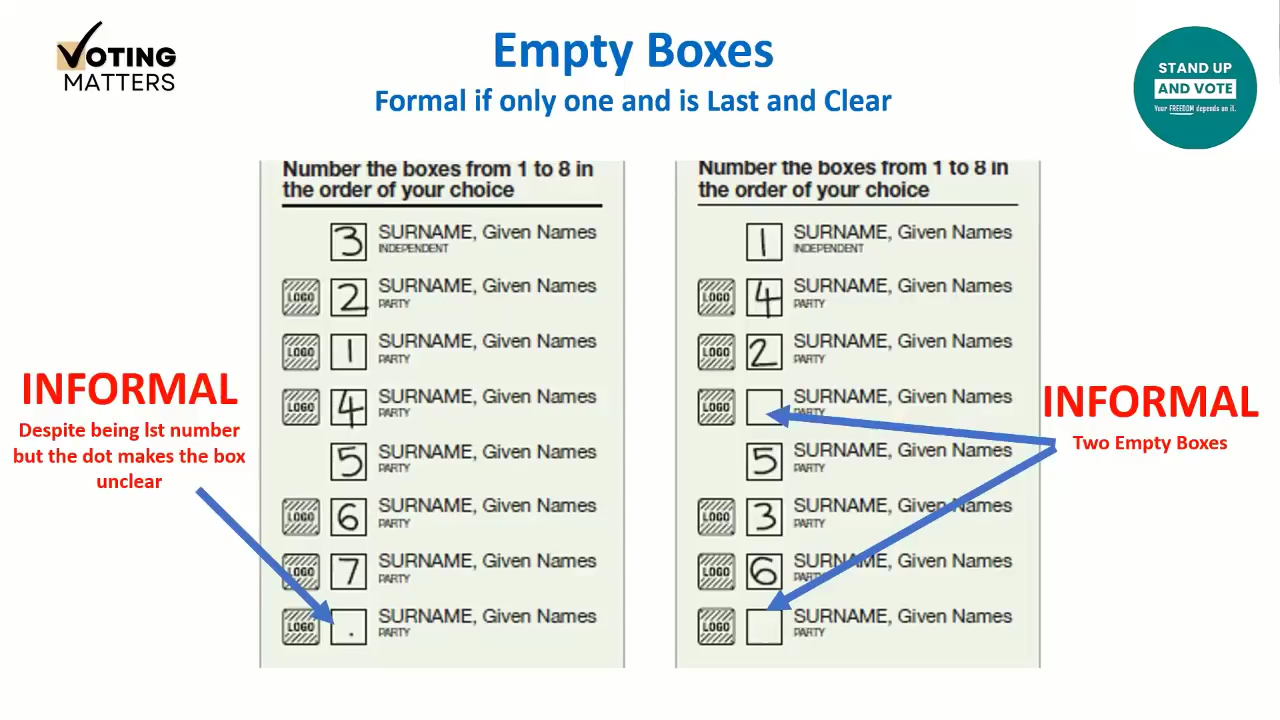 VOTING
MATTERS
Empty Boxes
Formal if only one and is Last and Clear
STAND UP
AND VOTE
Your FREEDOM depends on it.
Number the boxes from 1 to 8 in
the order of your choice
3 SURNAME, Given Names
INDEPENDENT
LOGO 2 SURNAME, Given Names
PARTY
LOGO 1 SURNAME, Given Names
PARTY
LOGO 4 SURNAME, Given Names
PARTY
5 SURNAME, Given Names
PARTY
LOGO 6 SURNAME, Given Names
PARTY
LOGO 7 SURNAME, Given Names
PARTY
LOGO . SURNAME, Given Names
PARTY
INFORMAL
Despite being lst number
but the dot makes the box
unclear
Number the boxes from 1 to 8 in
the order of your choice
1 SURNAME, Given Names
INDEPENDENT
LOGO 4 SURNAME, Given Names
PARTY
LOGO 2 SURNAME, Given Names
PARTY
LOGO SURNAME, Given Names
PARTY
5 SURNAME, Given Names
PARTY
LOGO 3 SURNAME, Given Names
PARTY
LOGO 6 SURNAME, Given Names
PARTY
LOGO SURNAME, Given Names
PARTY
INFORMAL
Two Empty Boxes